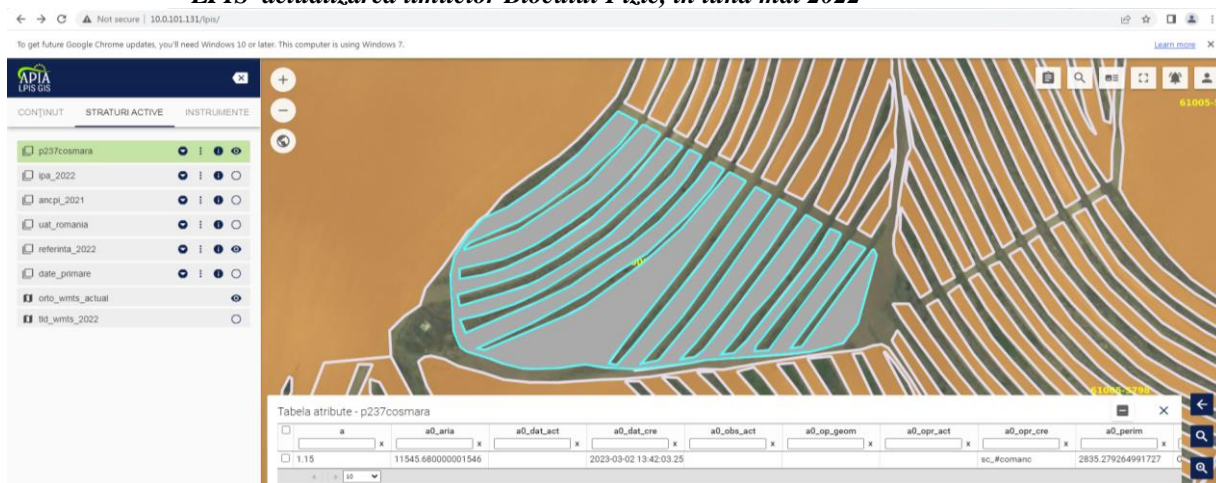 LPIS- actualizarea limitelor Blocului Fizic, în luna mai 2022
Not secure | 10.0.101.131/lpis/
To get future Google Chrome updates, you'll need Windows 10 or later. This computer is using Windows 7.
Learn more
APIA
LPIS GIS
CONȚINUT STRATURI ACTIVE INSTRUMENTE
p237cosmara
ipa_2022
ancpi_2021
uat_romania
referinta_2022
date_primare
orto_wmts_actual
tld_wmts_2022
61005-
61005-5298
Tabela atribute - p237cosmara
a a0_aria a0_dat_act a0_dat_cre a0_obs_act a0_op_geom a0_opr_act a0_opr_cre a0_perim
x x x x x x x x x
1.15 11545.680000001546 2023-03-02 13:42:03.25 sc_#comanc 2835.279264991727
10